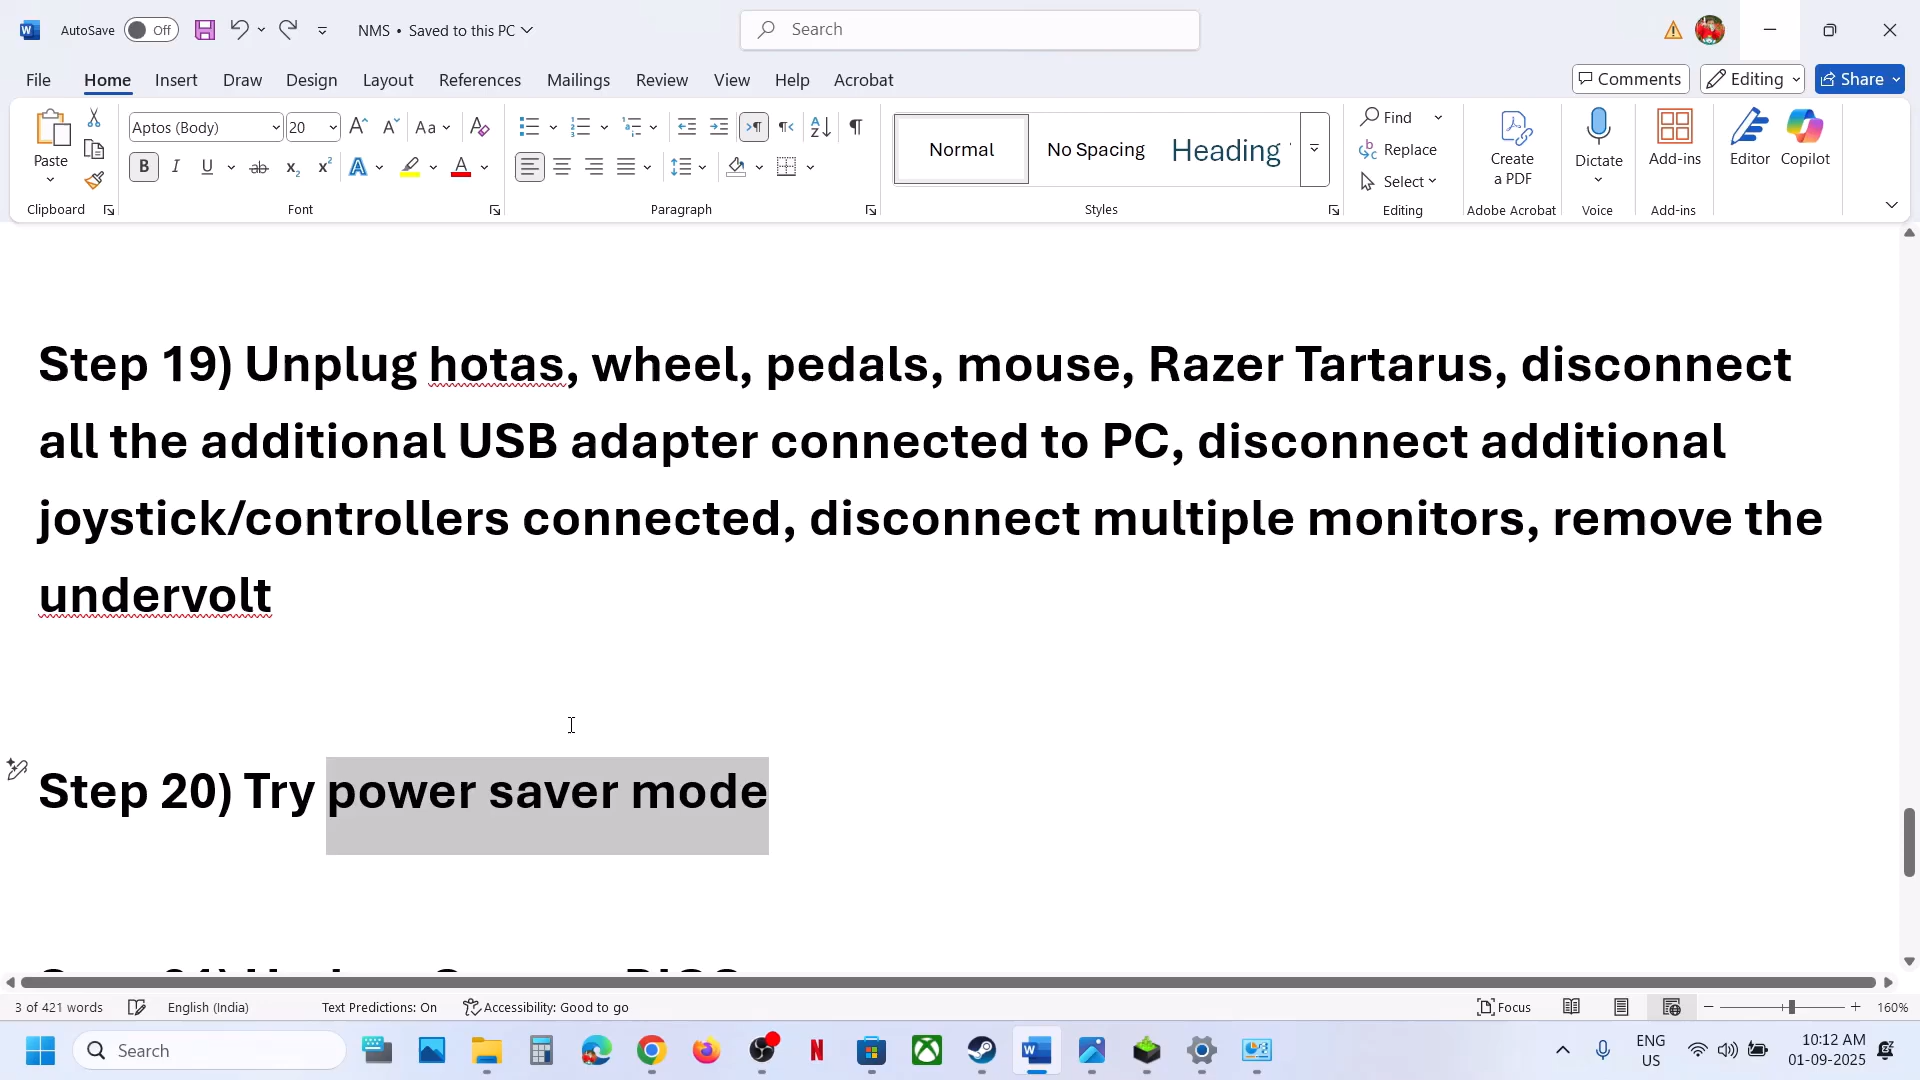 AutoSave
Off
NMS • Saved to this PC
Search
File
Home
Insert
Draw
Design
Layout
References
Mailings
Review
View
Help
Acrobat
Comments
Editing
Share
Paste
Aptos (Body)
20
Normal
No Spacing
Heading
Find
Replace
Select
Create
a PDF
Dictate
Add-ins
Editor
Copilot
Clipboard
Font
Paragraph
Styles
Editing
Adobe Acrobat
Voice
Add-ins
Step 19) Unplug hotas, wheel, pedals, mouse, Razer Tartarus, disconnect
all the additional USB adapter connected to PC, disconnect additional
joystick/controllers connected, disconnect multiple monitors, remove the
undervolt
Step 20) Try power saver mode
3 of 421 words
English (India)
Text Predictions: On
Accessibility: Good to go
Focus
160%
Search
ENG
US
10:12 AM
01-09-2025